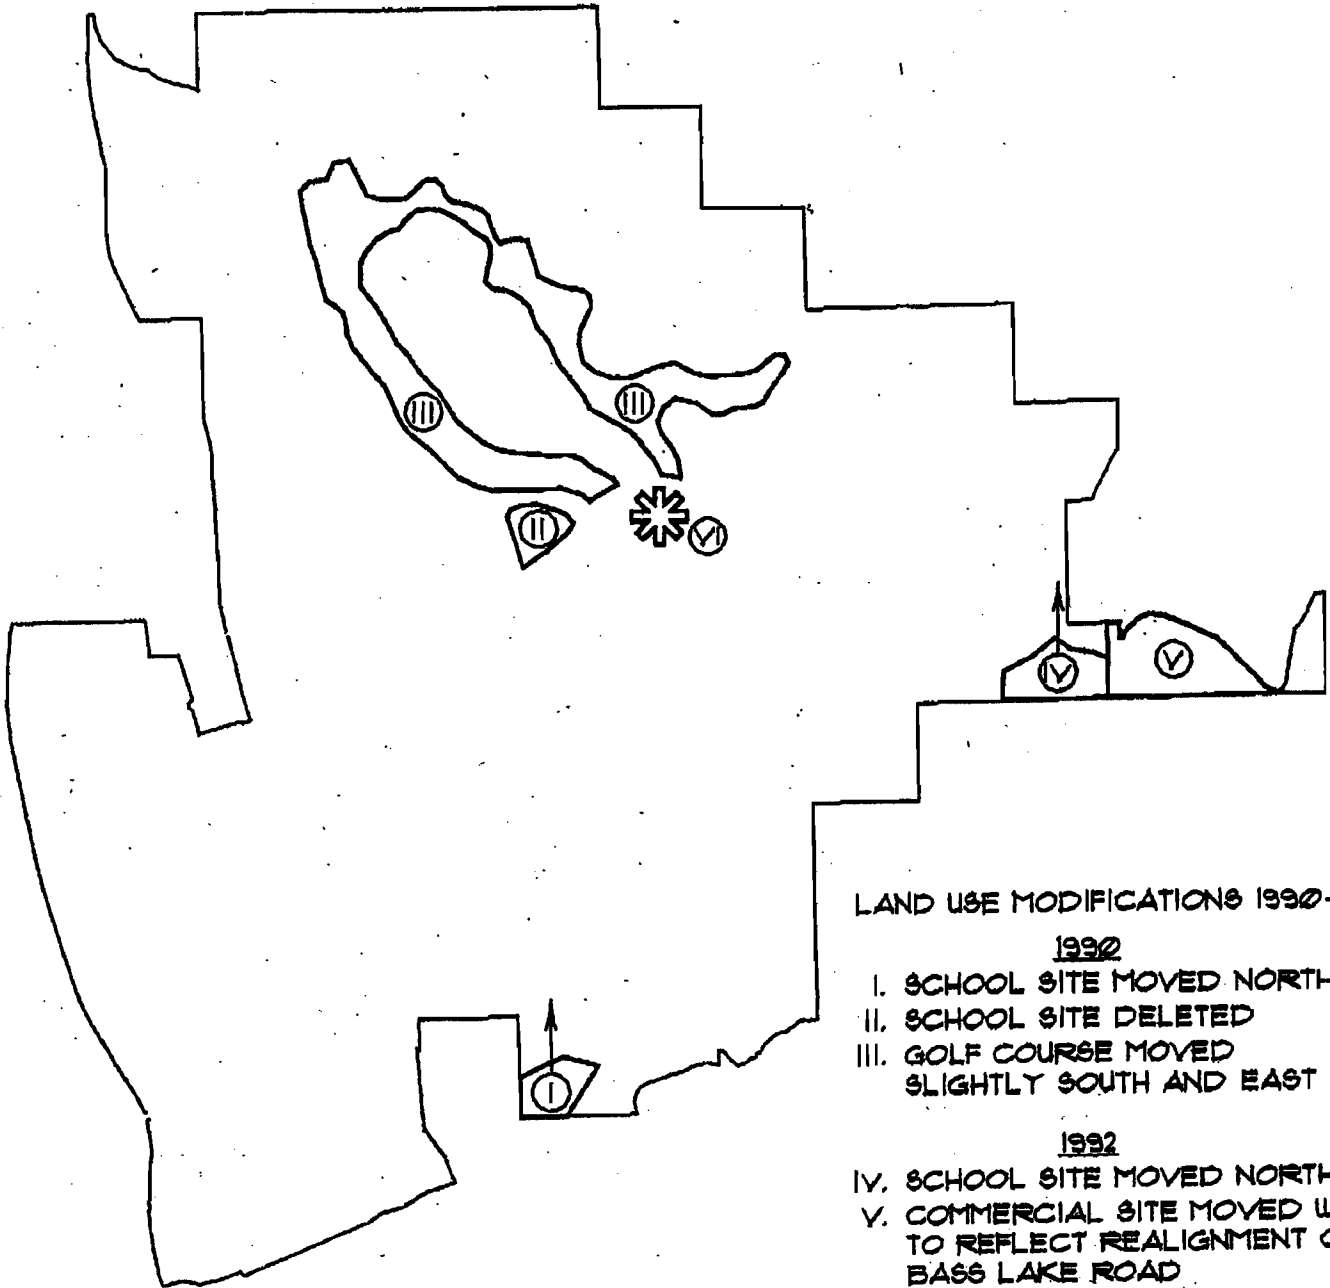 III
III
II
VI
IV
V
I
LAND USE MODIFICATIONS 1990-
1990
I. SCHOOL SITE MOVED NORTH
II. SCHOOL SITE DELETED
III. GOLF COURSE MOVED
SLIGHTLY SOUTH AND EAST
1992
IV. SCHOOL SITE MOVED NORTH
V. COMMERCIAL SITE MOVED
TO REFLECT REALIGNMENT
BASS LAKE ROAD